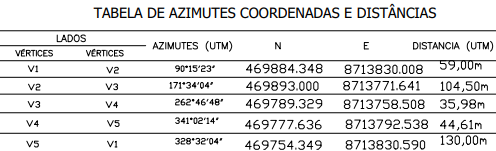 TABELA DE AZIMUTES COORDENADAS E DISTÂNCIAS
LADOS AZIMUTES (UTM) N E DISTANCIA (UTM)
VÉRTICES VÉRTICES
V1 V2 90°15'23" 469884.348 8713830.008 59,00m
V2 V3 171°34'04" 469893.000 8713771.641 104,50m
V3 V4 262°46'48" 469789.329 8713758.508 35,98m
V4 V5 341°02'14" 469777.636 8713792.538 44,61m
V5 V1 328°32'04" 469754.349 8713830.590 130,00m